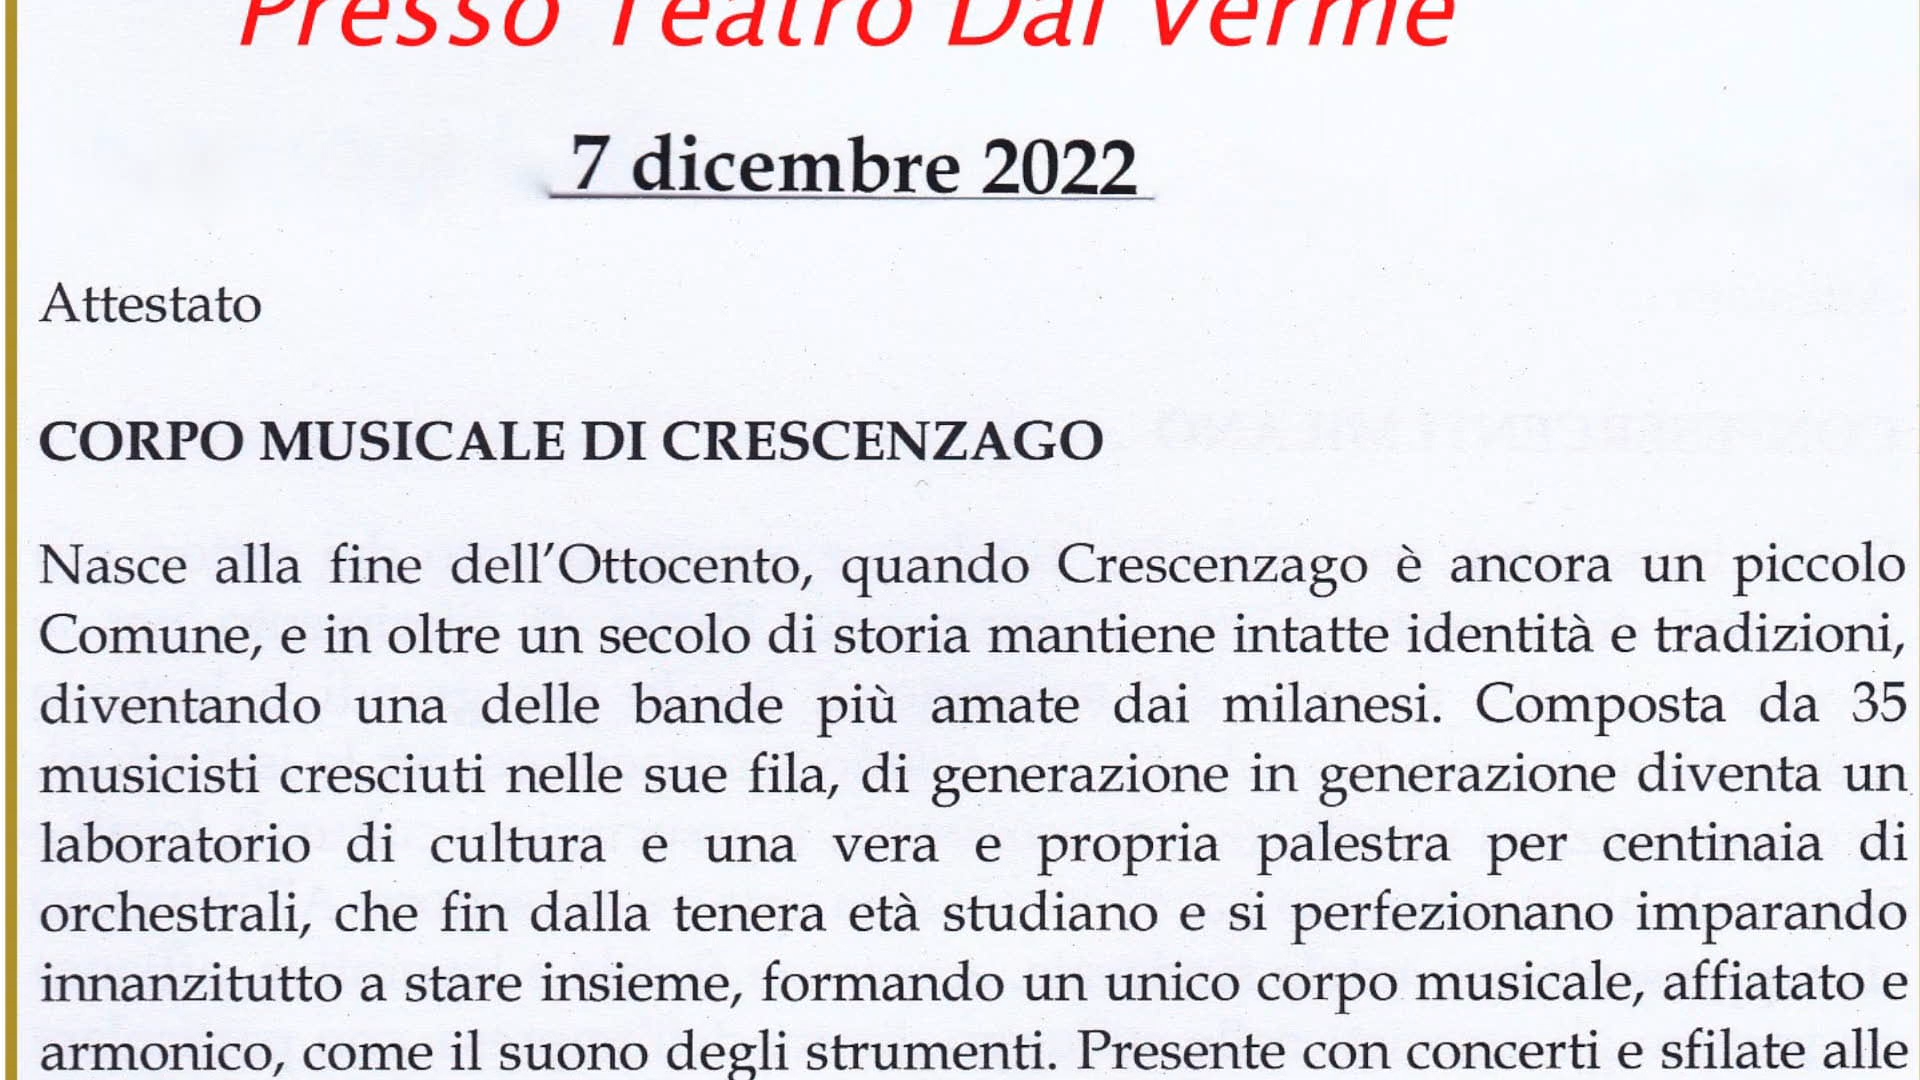 Presso Teatro Dal Verme
7 dicembre 2022
Attestato
CORPO MUSICALE DI CRESCENZAGO
Nasce alla fine dell'Ottocento, quando Crescenzago è ancora un piccolo
Comune, e in oltre un secolo di storia mantiene intatte identità e tradizioni,
diventando una delle bande più amate dai milanesi. Composta da 35
musicisti cresciuti nelle sue fila, di generazione in generazione diventa un
laboratorio di cultura e una vera e propria palestra per centinaia di
orchestrali, che fin dalla tenera età studiano e si perfezionano imparando
innanzitutto a stare insieme, formando un unico corpo musicale, affiatato e
armonico, come il suono degli strumenti. Presente con concerti e sfilate alle